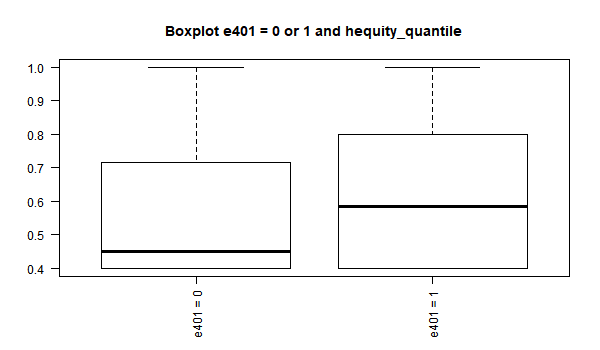 Boxplot e401 = 0 or 1 and hequity_quantile
1.0
0.9
0.8
0.7
0.6
0.5
0.4
e401 = 0
e401 = 1